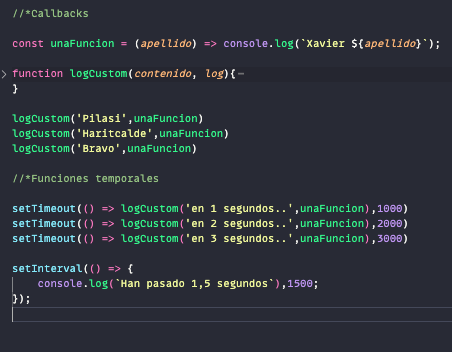 //*Callbacks
const unaFuncion = (apellido) => console.log(`Xavier ${apellido}`);
function logCustom(contenido, log){
}
logCustom('Pilasi',unaFuncion)
logCustom('Haritcalde',unaFuncion)
logCustom('Bravo',unaFuncion)
//*Funciones temporales
setTimeout(() => logCustom('en 1 segundos..',unaFuncion),1000)
setTimeout(() => logCustom('en 2 segundos..',unaFuncion),2000)
setTimeout(() => logCustom('en 3 segundos..',unaFuncion),3000)
setInterval(() => {
console.log(`Han pasado 1,5 segundos`),1500;
});